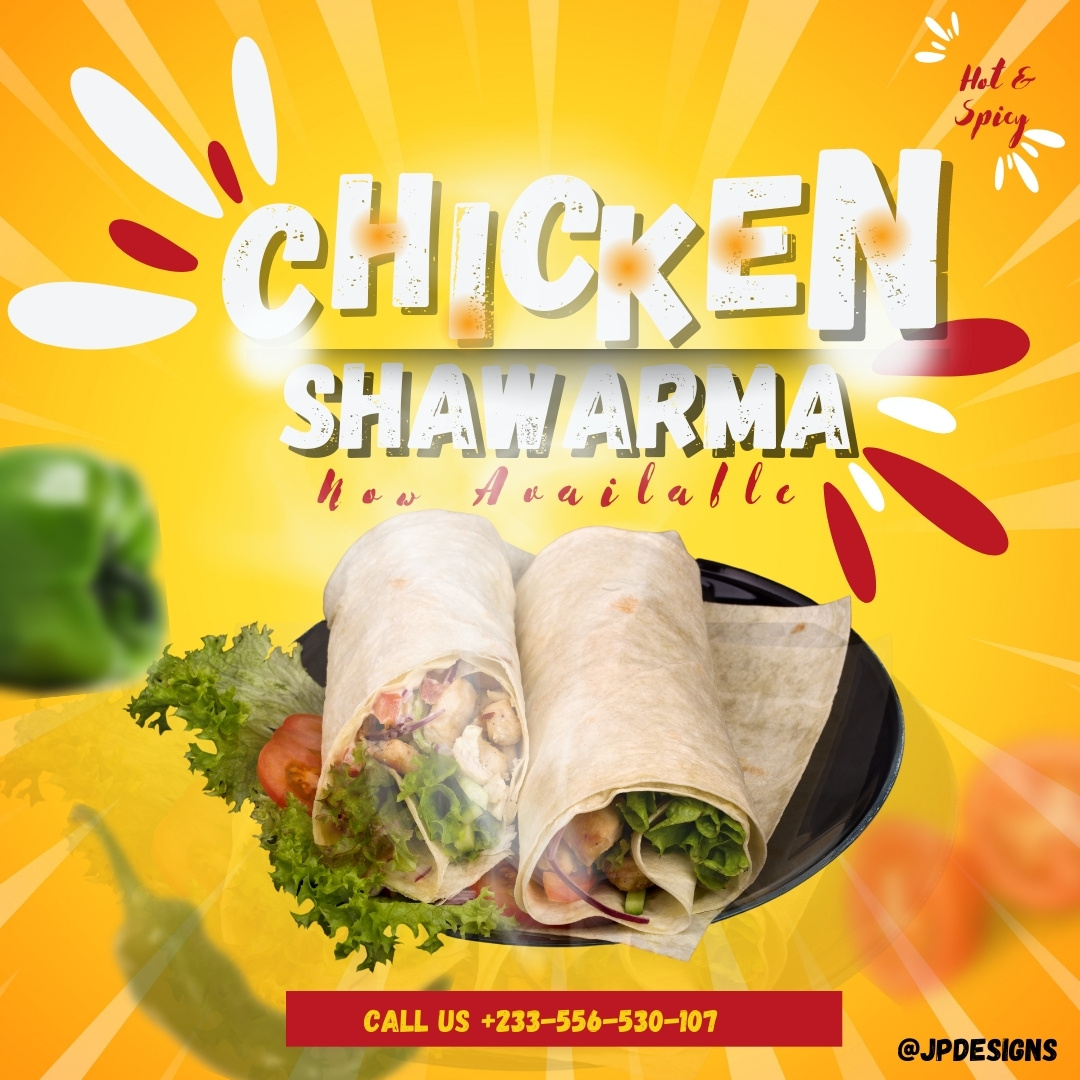 Hot &
Spicy
CHICKEN
SHAWARMA
Now Available
CALL US +233-556-530-107
@JPDESIGNS